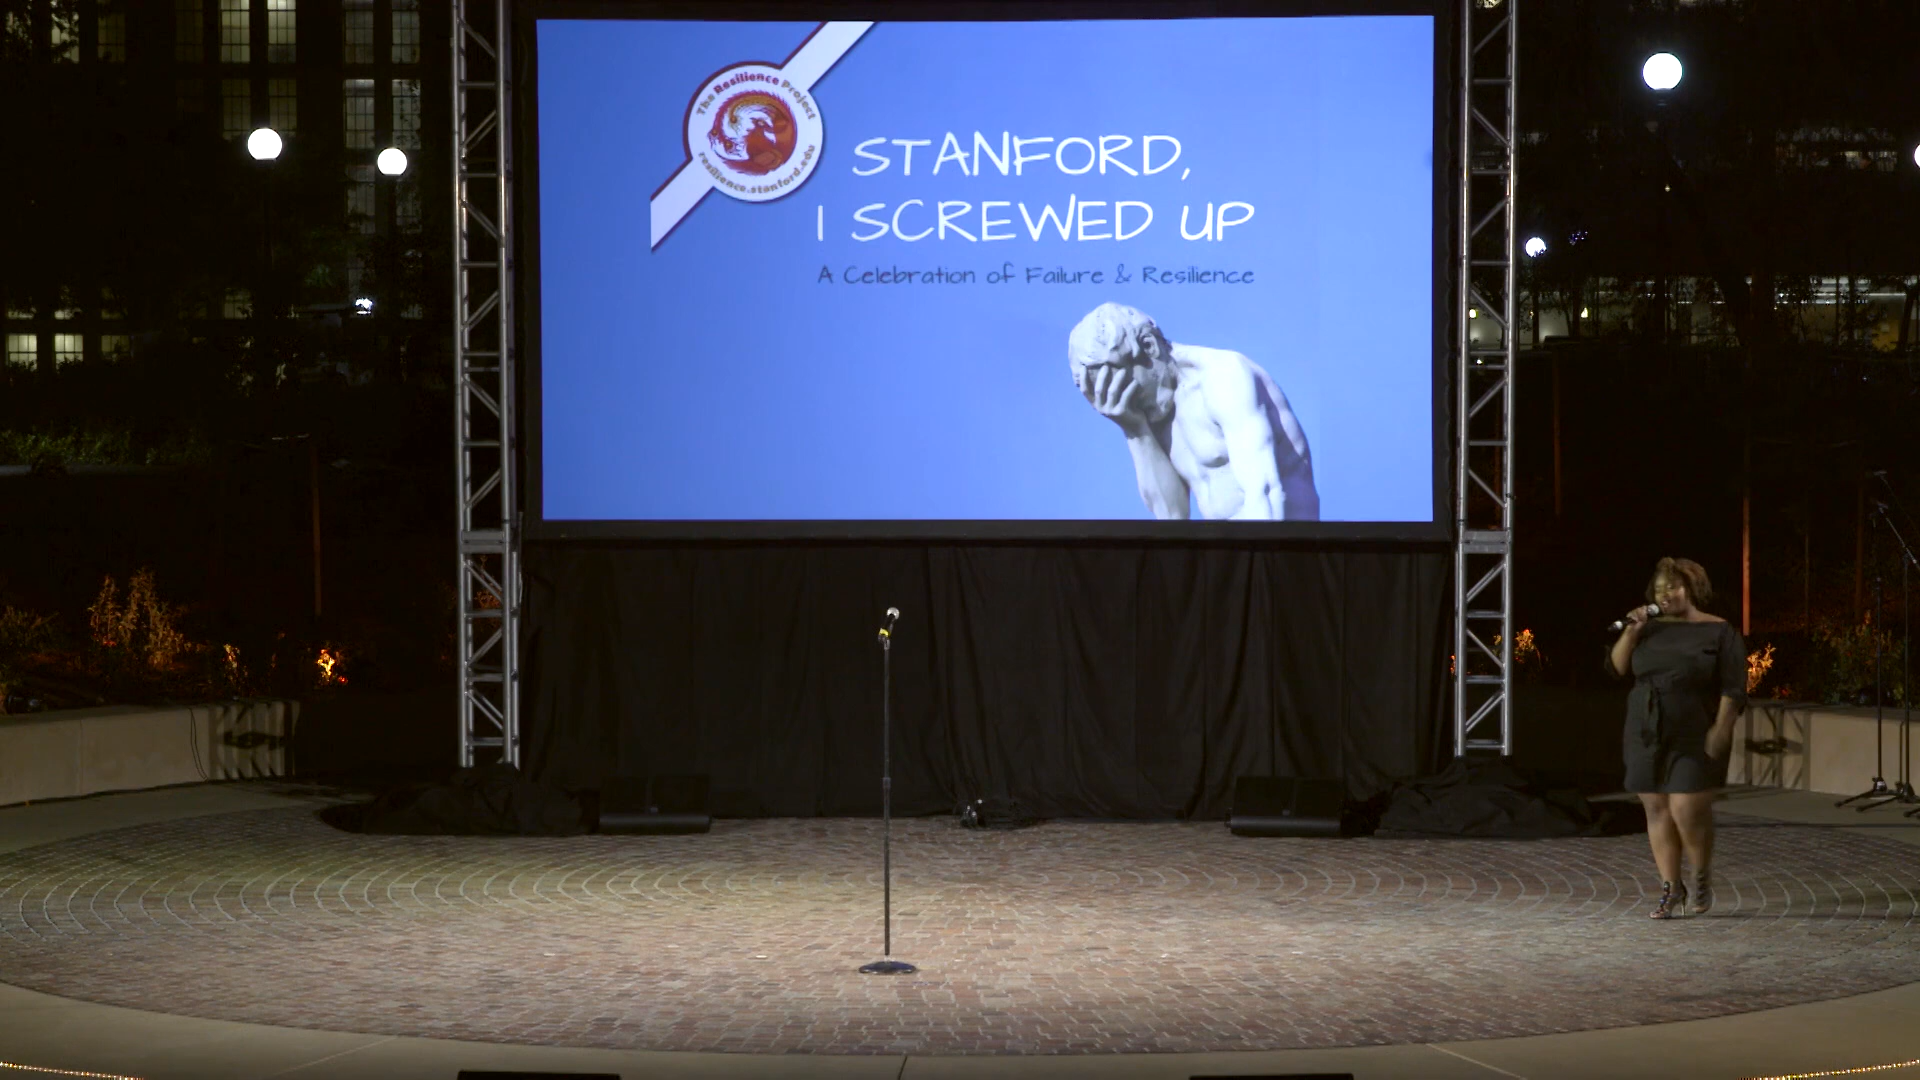 The Resilience Project
resilience.stanford.edu
STANFORD,
I SCREWED UP
A Celebration of Failure & Resilience